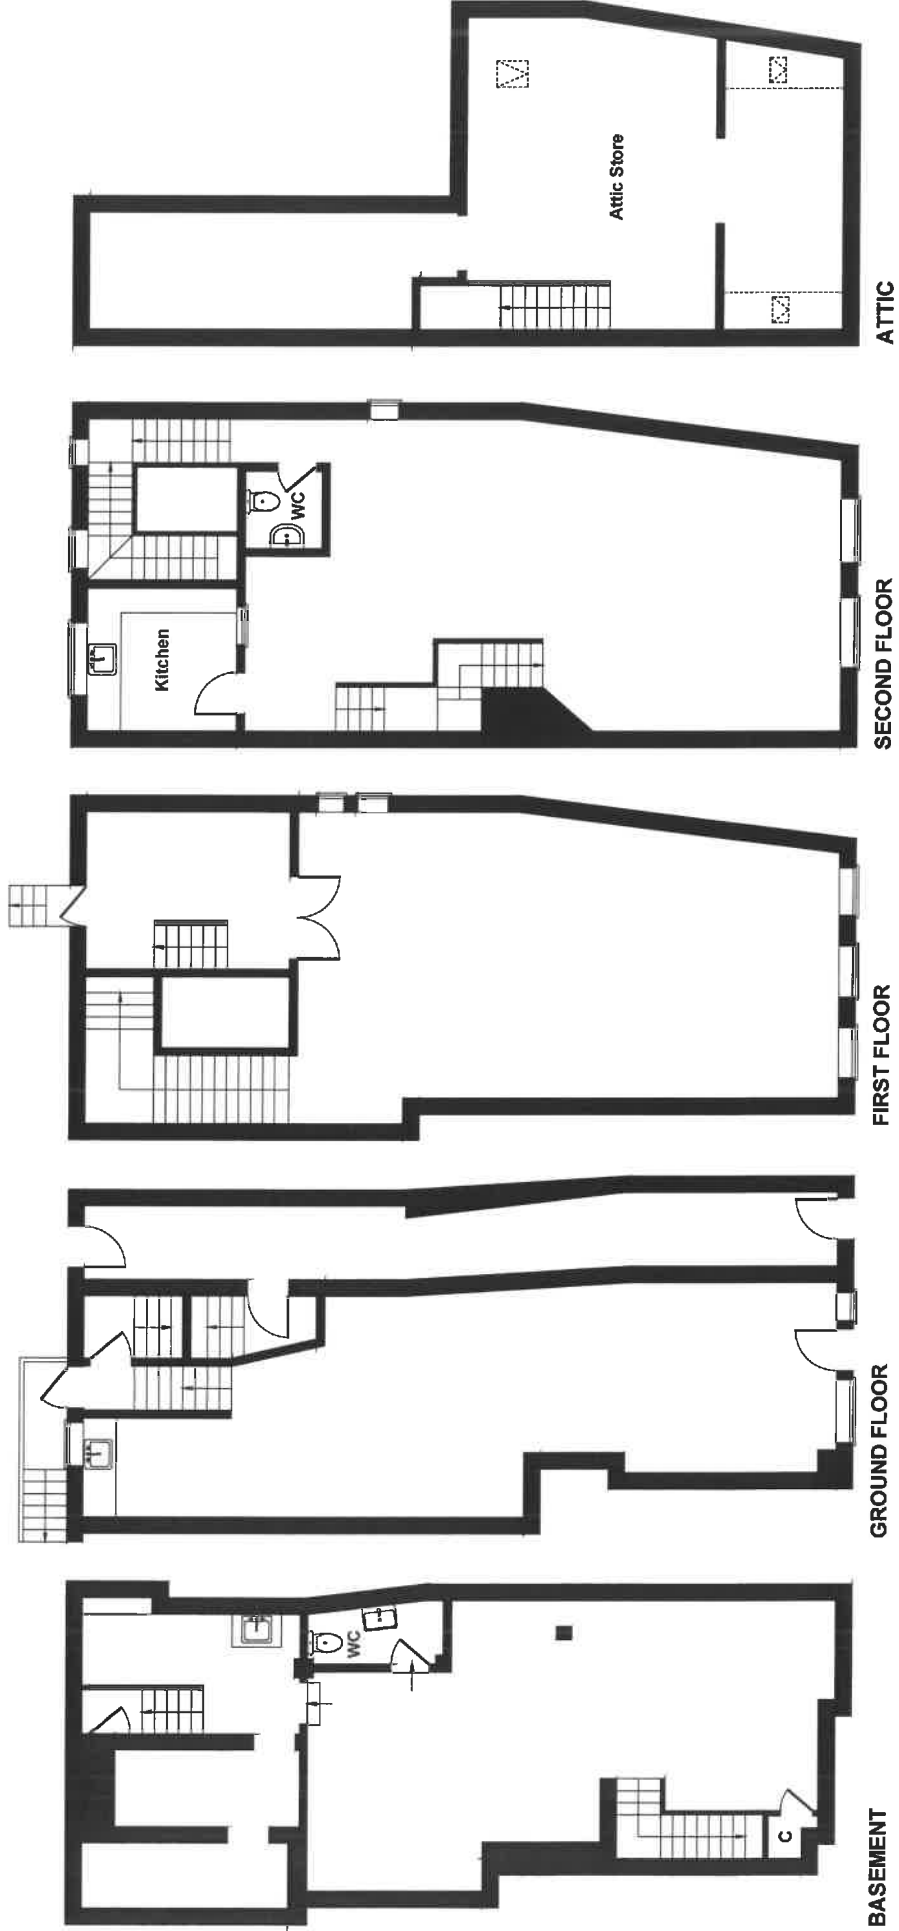 Attic Store
ATTIC
WC
Kitchen
SECOND FLOOR
FIRST FLOOR
GROUND FLOOR
WC
C
BASEMENT